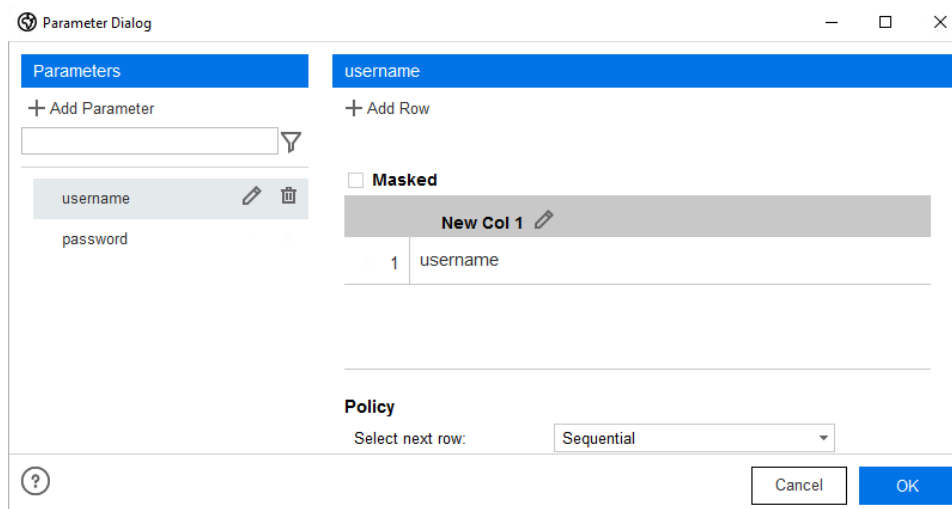 Parameter Dialog
Parameters
Add Parameter
username
password
username
Add Row
Masked
New Col 1
1 username
Policy
Select next row: Sequential
?
Cancel OK